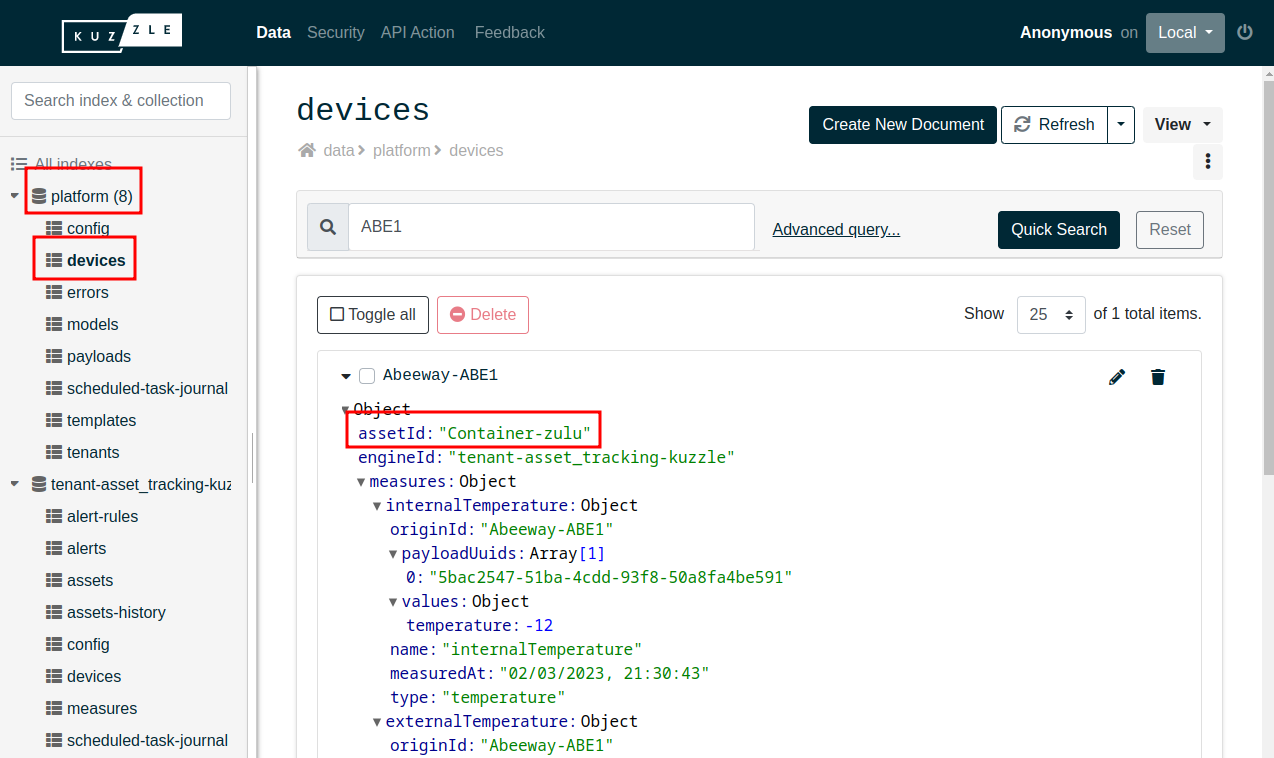 KUZZLE
Data Security API Action Feedback
Anonymous on Local
Search index & collection
All indexes
platform (8)
config
devices
errors
models
payloads
scheduled-task-journal
templates
tenants
tenant-asset_tracking-kuz
alert-rules
alerts
assets
assets-history
config
devices
measures
scheduled-task-journal
devices
data platform devices
Create New Document Refresh View
ABE1
Advanced query...
Quick Search Reset
Toggle all Delete
Show 25 of 1 total items.
Abeeway-ABE1
Object
assetId: "Container-zulu"
engineId: "tenant-asset_tracking-kuzzle"
measures: Object
internalTemperature: Object
originId: "Abeeway-ABE1"
payloadUuids: Array[1]
0: "5bac2547-51ba-4cdd-93f8-50a8fa4be591"
values: Object
temperature: -12
name: "internalTemperature"
measuredAt: "02/03/2023, 21:30:43"
type: "temperature"
externalTemperature: Object
originId: "Abeeway-ABE1"